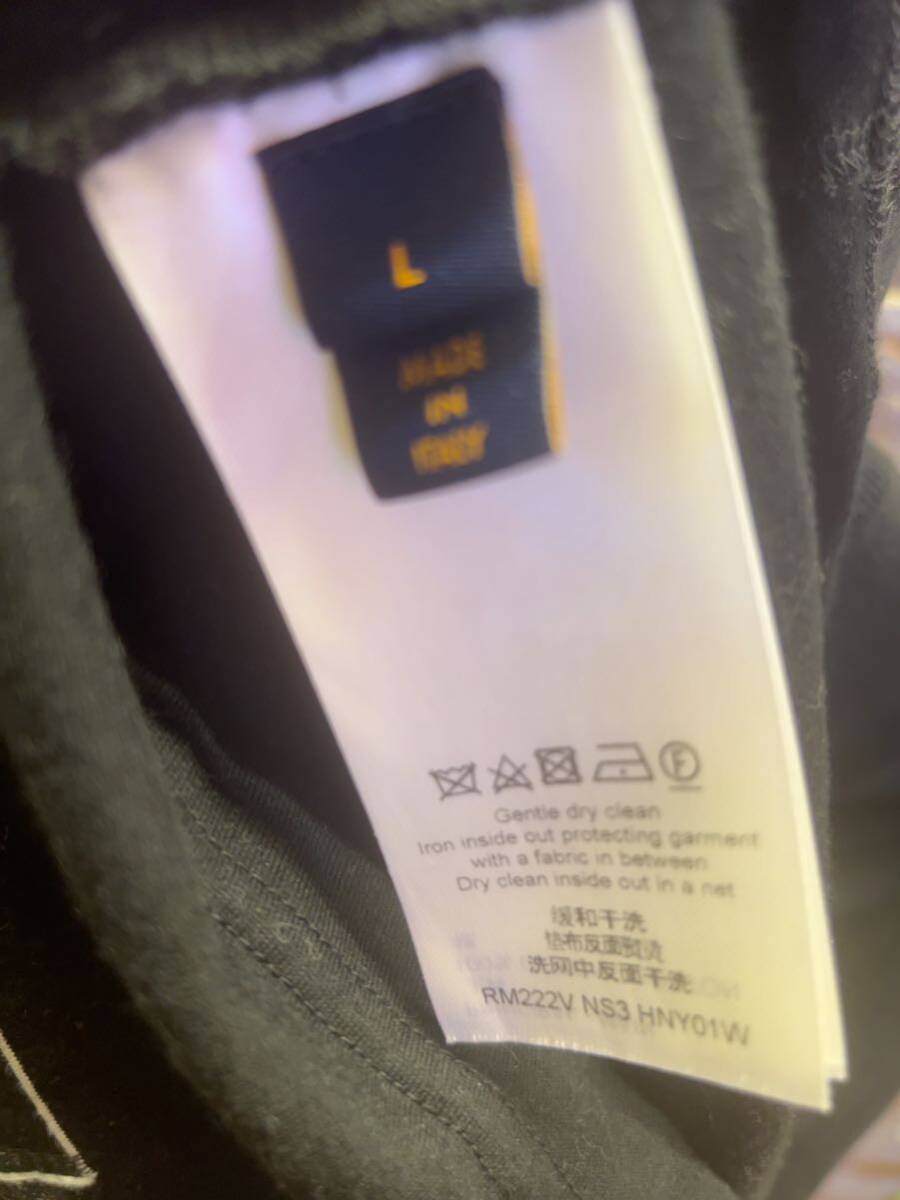 L
MADE
IN
ITALY
F
Gentle dry clean
Iron inside out protecting garment
with a fabric in between
Dry clean inside out in a net
缓和干洗
垫布反面熨烫
洗网中反面干洗
RM222V NS3 HNY01W